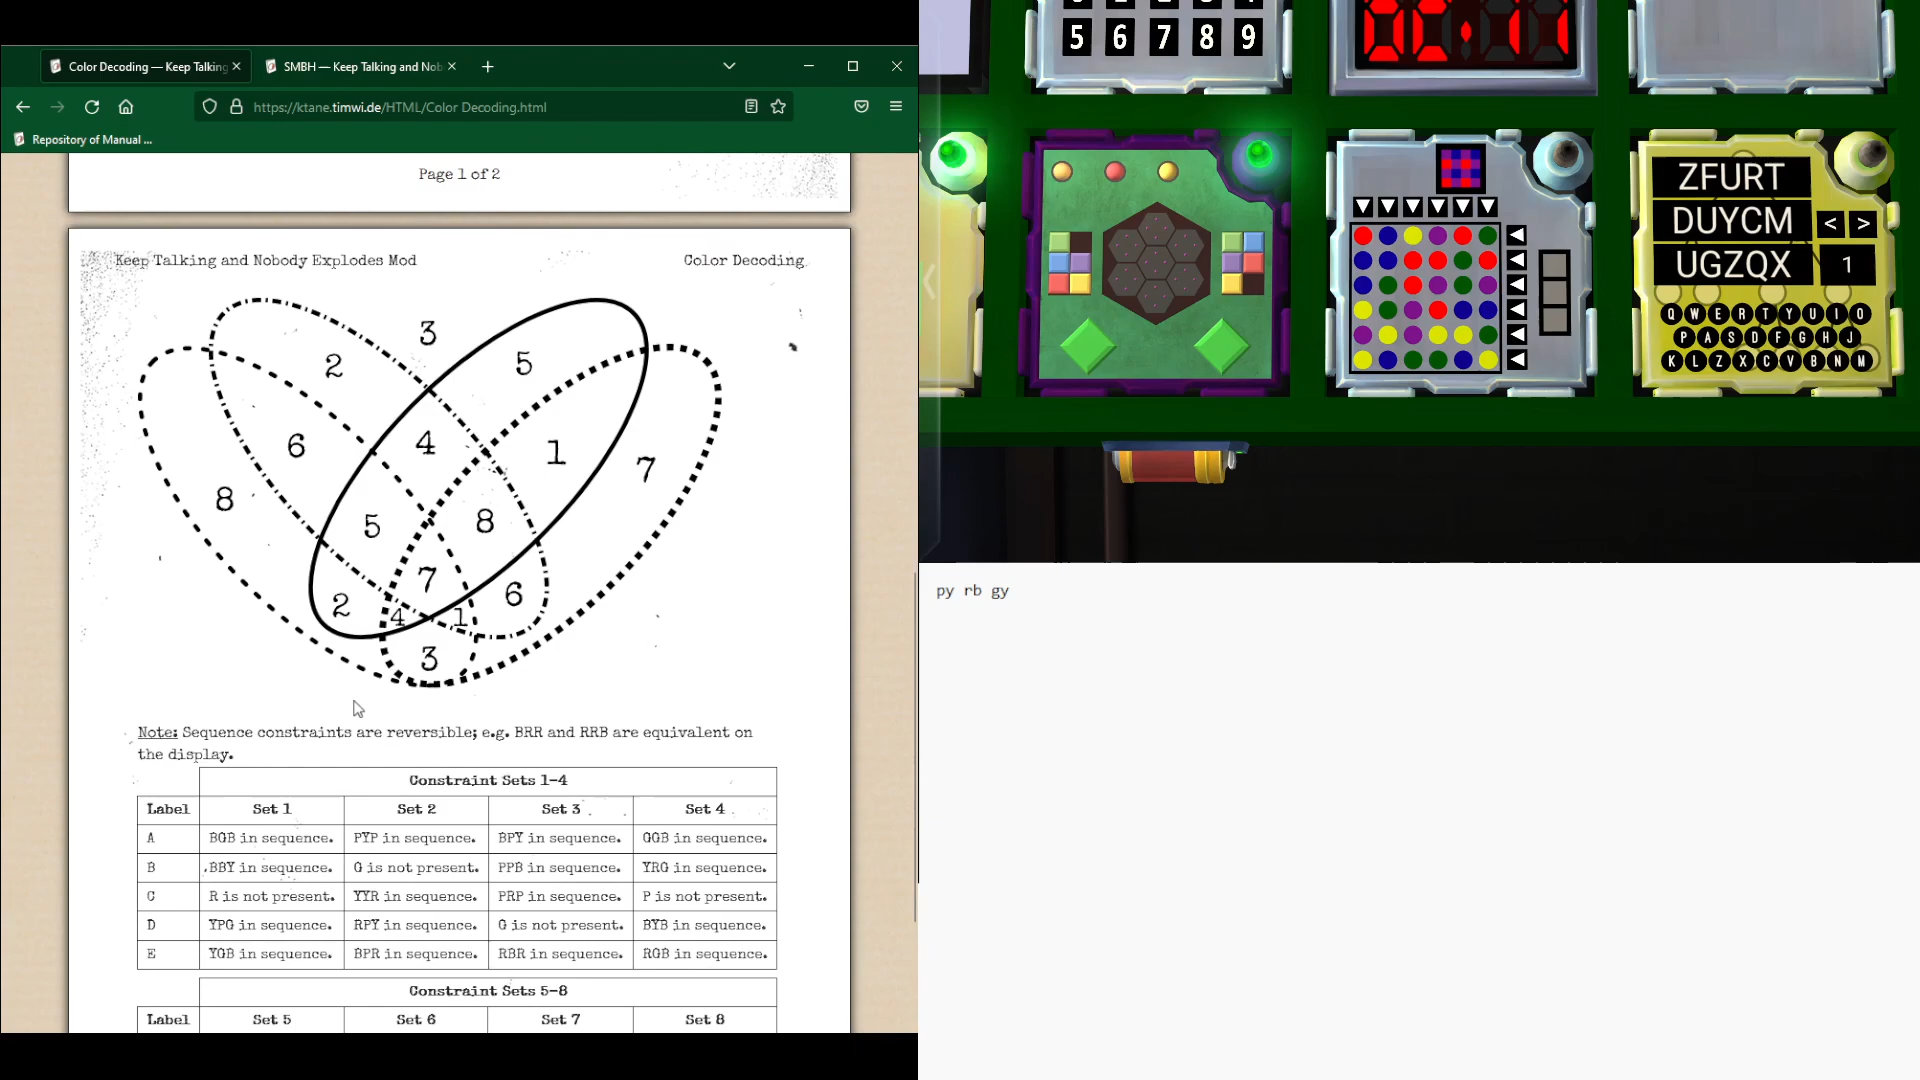 Color Decoding — Keep Talking
SMBH — Keep Talking and Nob
https://ktane.timwi.de/HTML/Color Decoding.html
Repository of Manual ...
Page 1 of 2
Keep Talking and Nobody Explodes Mod
Color Decoding
3
2
5
6
4
1
7
8
5
8
7
2
6
4
1
3
Note: Sequence constraints are reversible; e.g. BRR and RRB are equivalent on
the display.
Constraint Sets 1-4
Label Set 1 Set 2 Set 3 Set 4
A BGB in sequence. PYP in sequence. BPY in sequence. GGB in sequence.
B BBY in sequence. G is not present. PPB in sequence. YRG in sequence.
C R is not present. YYR in sequence. PRP in sequence. P is not present.
D YPG in sequence. RPY in sequence. G is not present. BYB in sequence.
E YGB in sequence. BPR in sequence. RBR in sequence. RGB in sequence.
Constraint Sets 5-8
Label Set 5 Set 6 Set 7 Set 8
5 6 7 8 9
ZFURT
DUYCM
UGZQX
< >
1
Q W E R T Y U I O
P A S D F G H J
K L Z X C V B N M
py rb gy